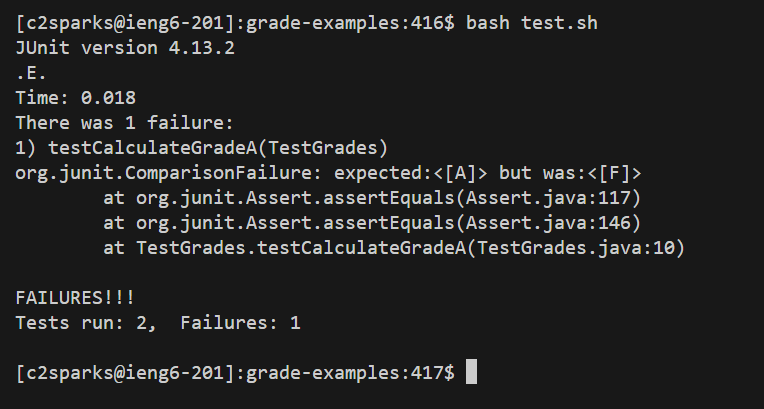 [c2sparks@ieng6-201]:grade-examples:416$ bash test.sh
JUnit version 4.13.2
.E.
Time: 0.018
There was 1 failure:
1) testCalculateGradeA(TestGrades)
org.junit.ComparisonFailure: expected:<[A]> but was:<[F]>
        at org.junit.Assert.assertEquals(Assert.java:117)
        at org.junit.Assert.assertEquals(Assert.java:146)
        at TestGrades.testCalculateGradeA(TestGrades.java:10)

FAILURES!!!
Tests run: 2,  Failures: 1

[c2sparks@ieng6-201]:grade-examples:417$